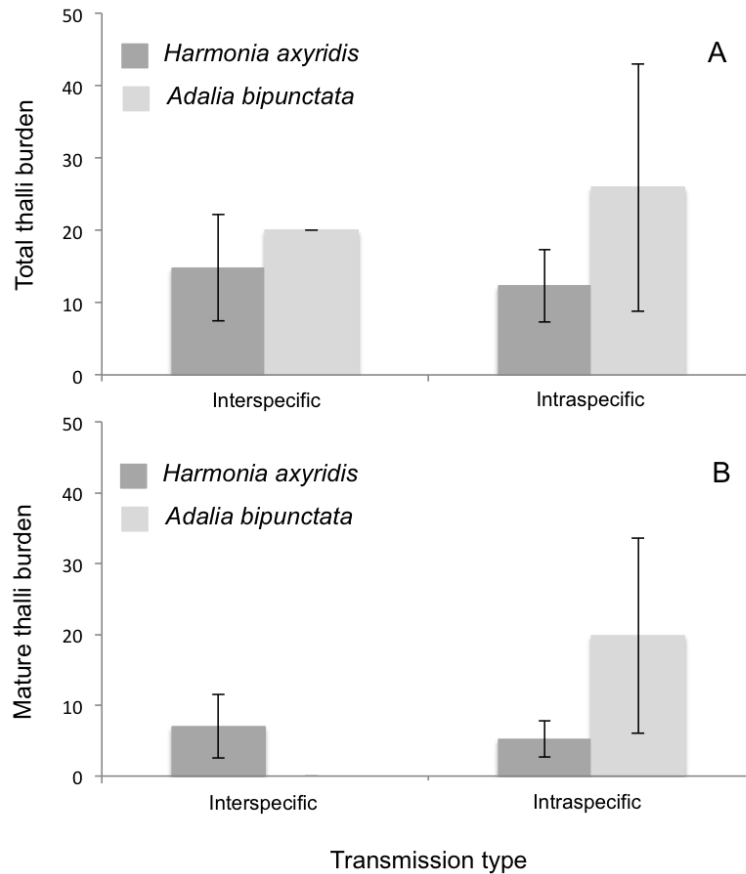 50
40
30
20
10
0
Total thalli burden
Harmonia axyridis
Adalia bipunctata
A
Interspecific
Intraspecific
50
40
30
20
10
0
Mature thalli burden
Harmonia axyridis
Adalia bipunctata
B
Interspecific
Intraspecific
Transmission type